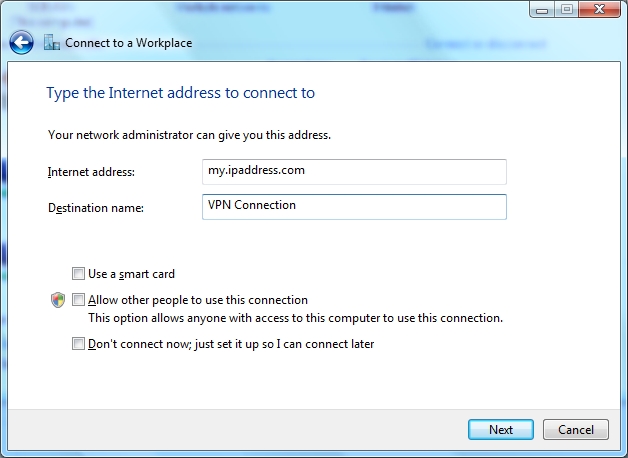 Connect to a Workplace
Type the Internet address to connect to
Your network administrator can give you this address.
Internet address: my.ipaddress.com
Destination name: VPN Connection
Use a smart card
Allow other people to use this connection
This option allows anyone with access to this computer to use this connection.
Don't connect now; just set it up so I can connect later
Next Cancel